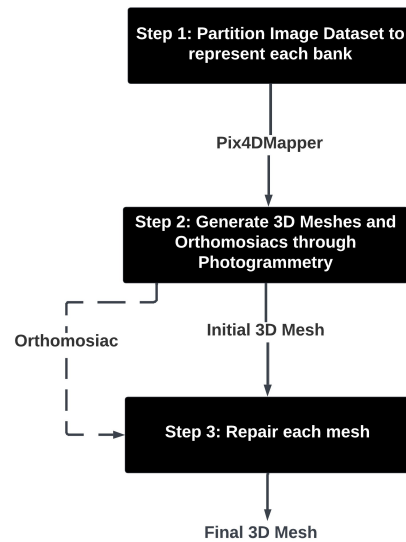 Step 1: Partition Image Dataset to
represent each bank
Pix4DMapper
Step 2: Generate 3D Meshes and
Orthomosiacs through
Photogrammetry
Orthomosiac
Initial 3D Mesh
Step 3: Repair each mesh
Final 3D Mesh